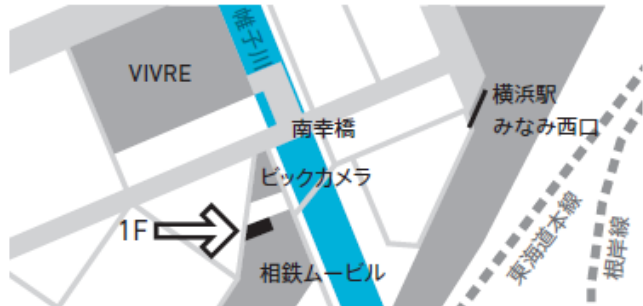 帷子川
VIVRE
横浜駅
みなみ西口
南幸橋
ビックカメラ
1F
相鉄ムービル
東海道本線
根岸線